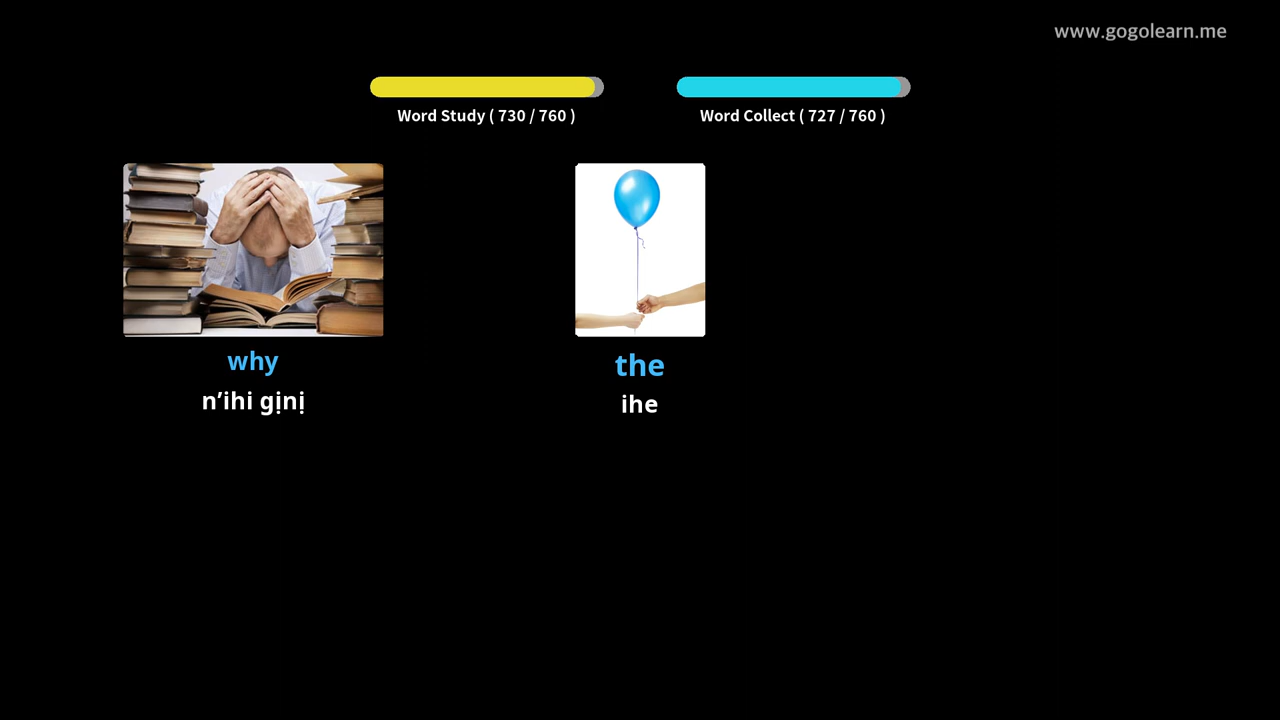 www.gogolearn.me
Word Study ( 730 / 760 )
Word Collect ( 727 / 760 )
why
n’ihi gịnị
the
ihe